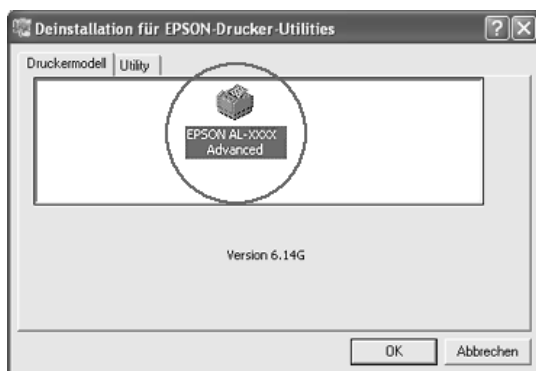 Deinstallation für EPSON-Drucker-Utilities
Druckermodell Utility
EPSON AL-XXXX
Advanced
Version 6.14G
OK Abbrechen